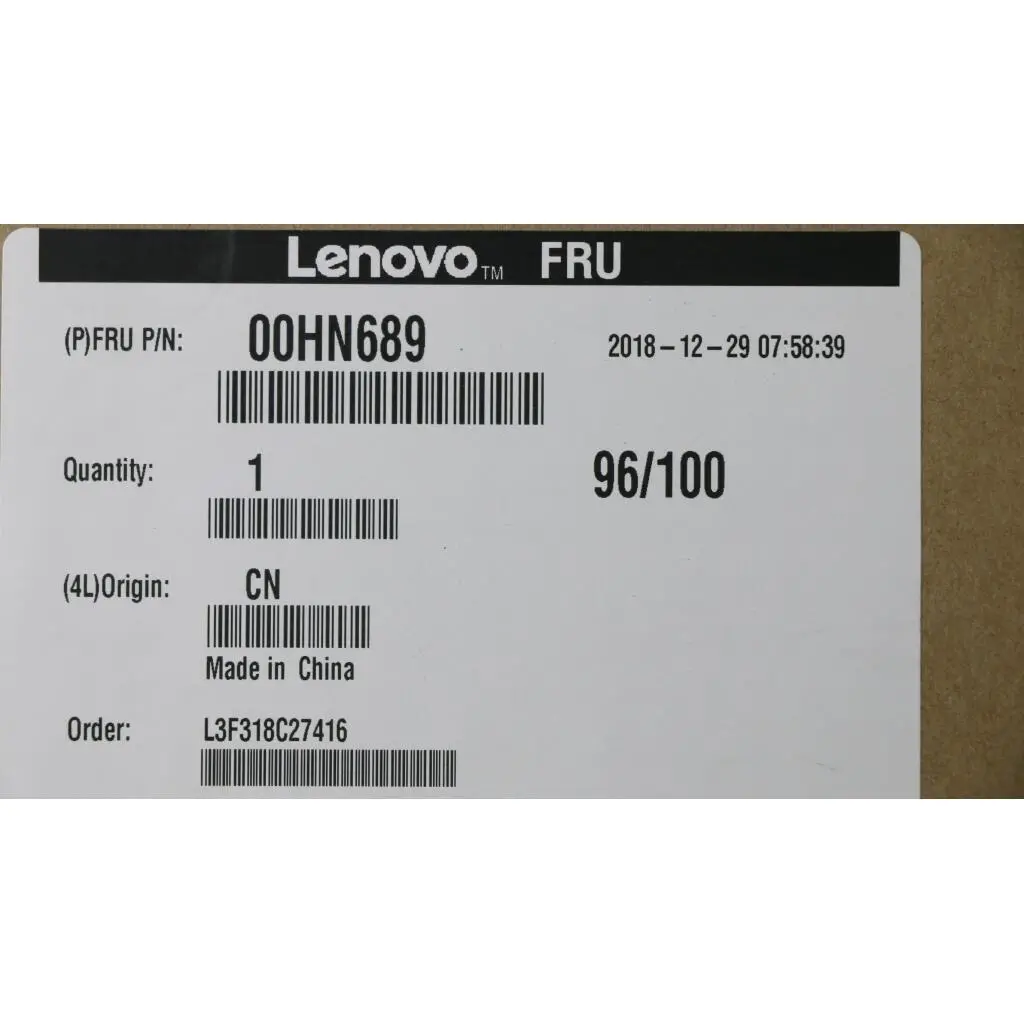 Lenovo™ FRU
(P)FRU P/N: 00HN689 2018-12-29 07:58:39
Quantity: 1 96/100
(4L)Origin: CN
Made in China
Order: L3F318C27416